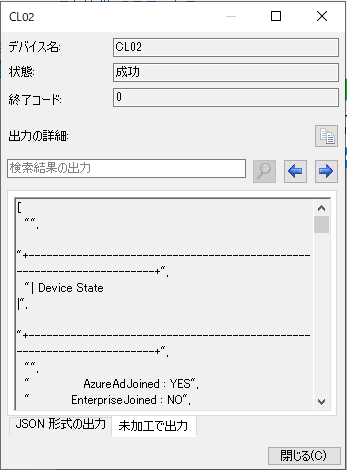 CL02
デバイス名:
CL02
状態:
成功
終了コード:
0
出力の詳細:
検索結果の出力
[
"",
"+------------------------------------------------
------------------------+",
"| Device State
|",
"+------------------------------------------------
------------------------+",
"",
"                AzureAdJoined : YES",
"             EnterpriseJoined : NO",
JSON 形式の出力
未加工で出力
閉じる(C)